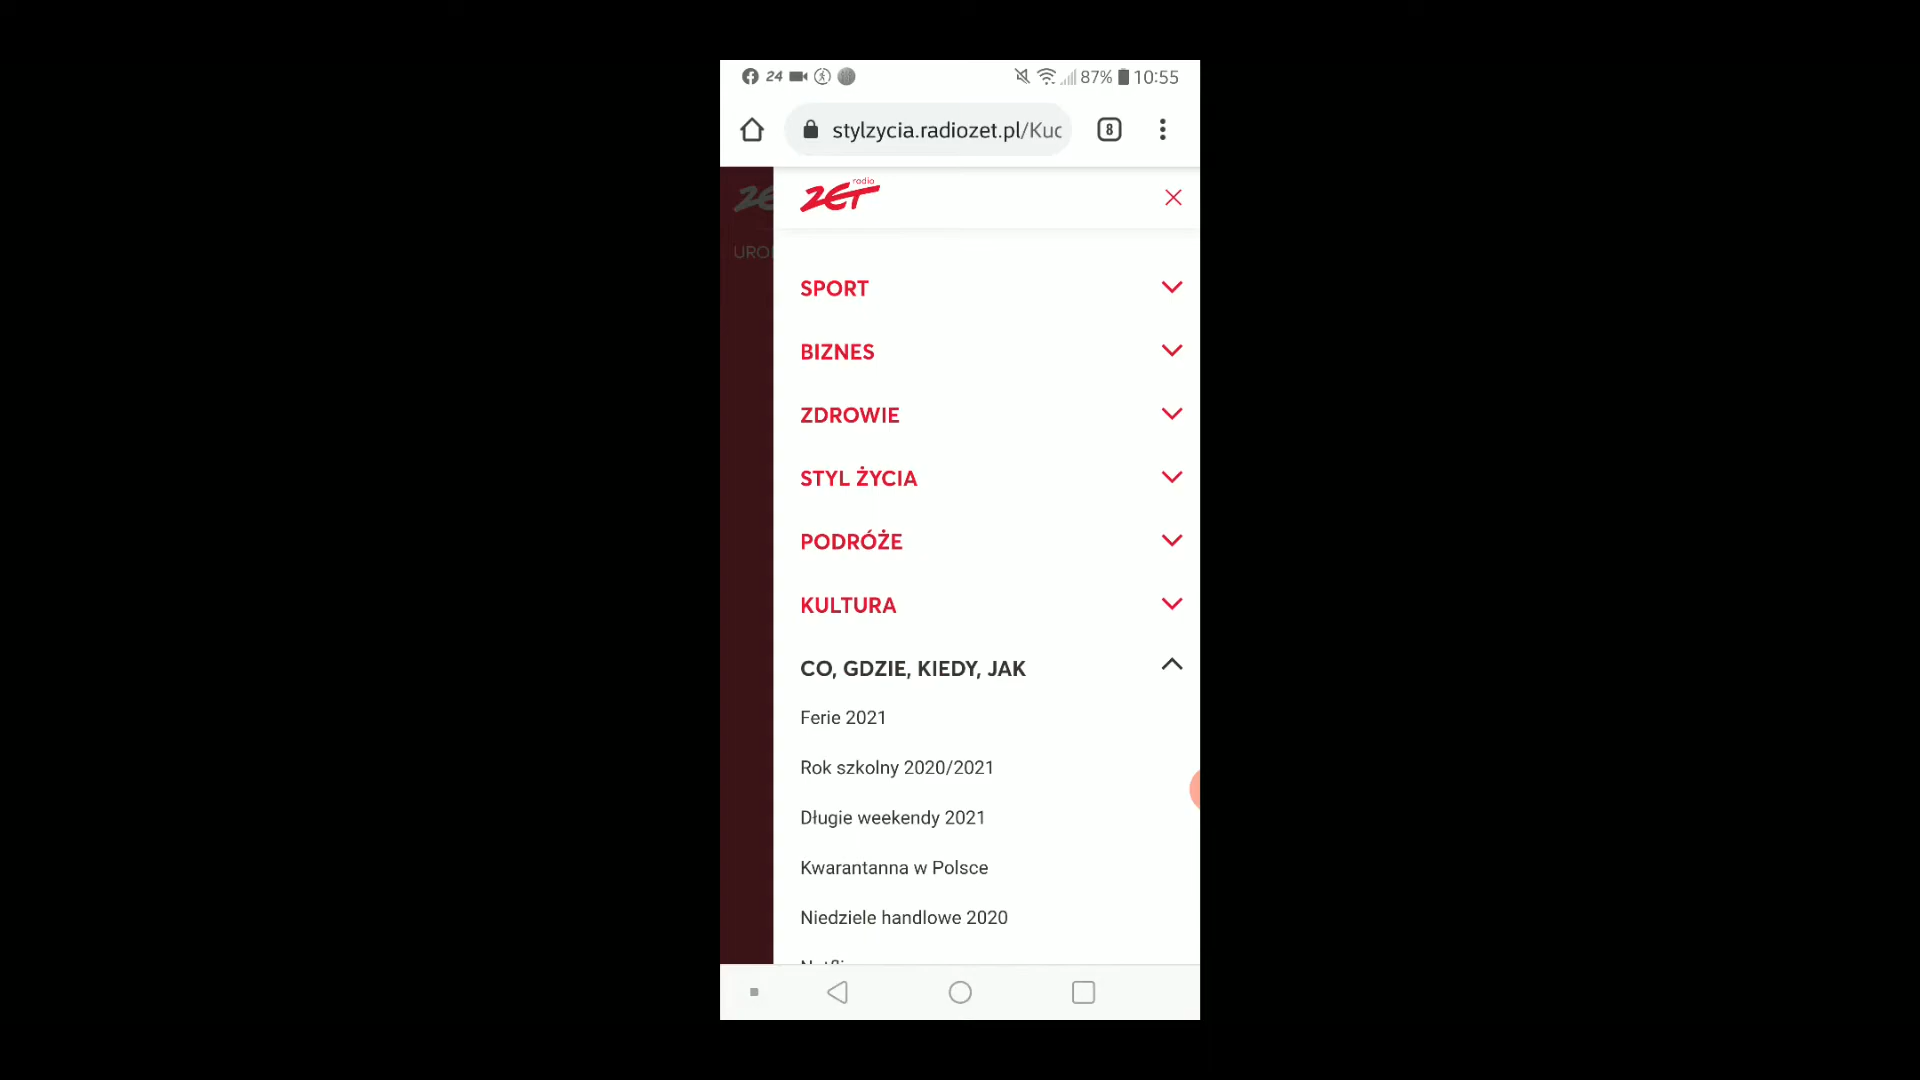 24 87% 10:55
stylzycia.radiozet.pl/Kuc 8
radio
ZET
URO
SPORT
BIZNES
ZDROWIE
STYL ŻYCIA
PODRÓŻE
KULTURA
CO, GDZIE, KIEDY, JAK
Ferie 2021
Rok szkolny 2020/2021
Długie weekendy 2021
Kwarantanna w Polsce
Niedziele handlowe 2020